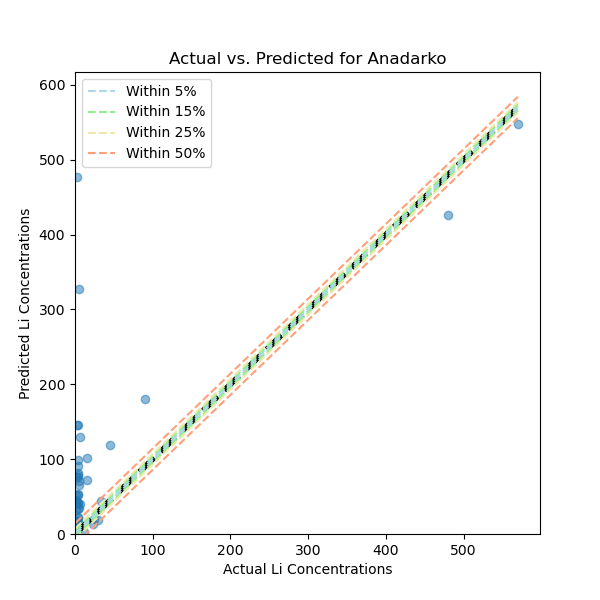 Actual vs. Predicted for Anadarko
Within 5%
Within 15%
Within 25%
Within 50%
600
500
400
300
200
100
0
Predicted Li Concentrations
0 100 200 300 400 500
Actual Li Concentrations